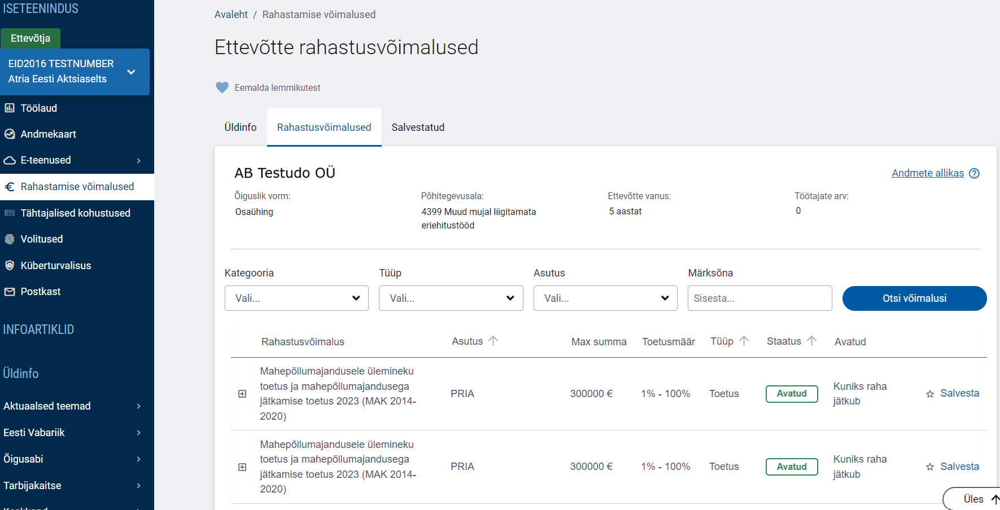 ISETEENINDUS
Ettevõtja
EID2016 TESTNUMBER
Atria Eesti Aktsiaselts
Töölaud
Andmekaart
E-teenused
Rahastamise võimalused
Tähtajalised kohustused
Volitused
Küberturvalisus
Postkast
INFOARTIKLID
Üldinfo
Aktuaalsed teemad
Eesti Vabariik
Õigusabi
Tarbijakaitse
Avaleht / Rahastamise võimalused
Ettevõtte rahastusvõimalused
Eemalda lemmikutest
Üldinfo Rahastusvõimalused Salvestatud
AB Testudo OÜ
Andmete allikas ?
Õiguslik vorm: Põhitegevusala: Ettevõtte vanus: Töötajate arv:
Osaühing 4399 Muud mujal liigitamata 5 aastat 0
eriehitustööd
Kategooria Tüüp Asutus Märksõna
Vali... Vali... Vali... Sisesta... Otsi võimalusi
Rahastusvõimalus Asutus Max summa Toetusmäär Tüüp Staatus Avatud
Mahepõllumajandusele ülemineku
toetus ja mahepõllumajandusega
jätkamise toetus 2023 (MAK 2014-
2020)
PRIA 300000 € 1% - 100% Toetus Avatud
Kuniks raha
jätkub
Salvesta
Mahepõllumajandusele ülemineku
toetus ja mahepõllumajandusega
jätkamise toetus 2023 (MAK 2014-
2020)
PRIA 300000 € 1% - 100% Toetus Avatud
Kuniks raha
jätkub
Salvesta
Üles